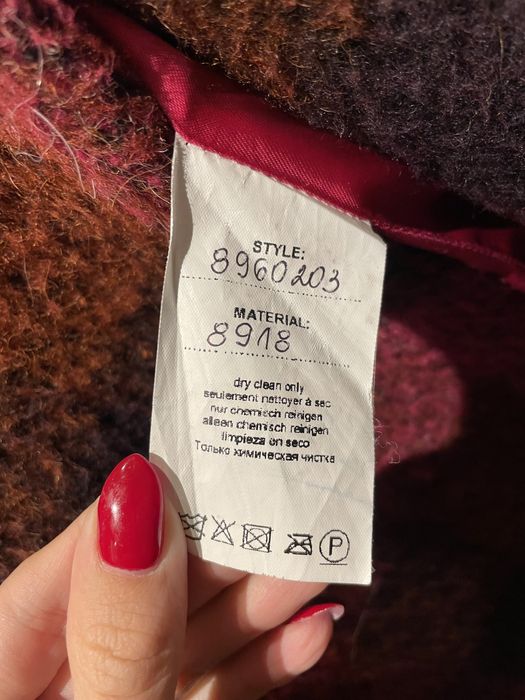 STYLE:
8960203
MATERIAL:
8918
dry clean only
seulement nettoyer à sec
nur chemisch reinigen
alleen chemisch reinigen
limpieza en seco
Только химическая чистка
P